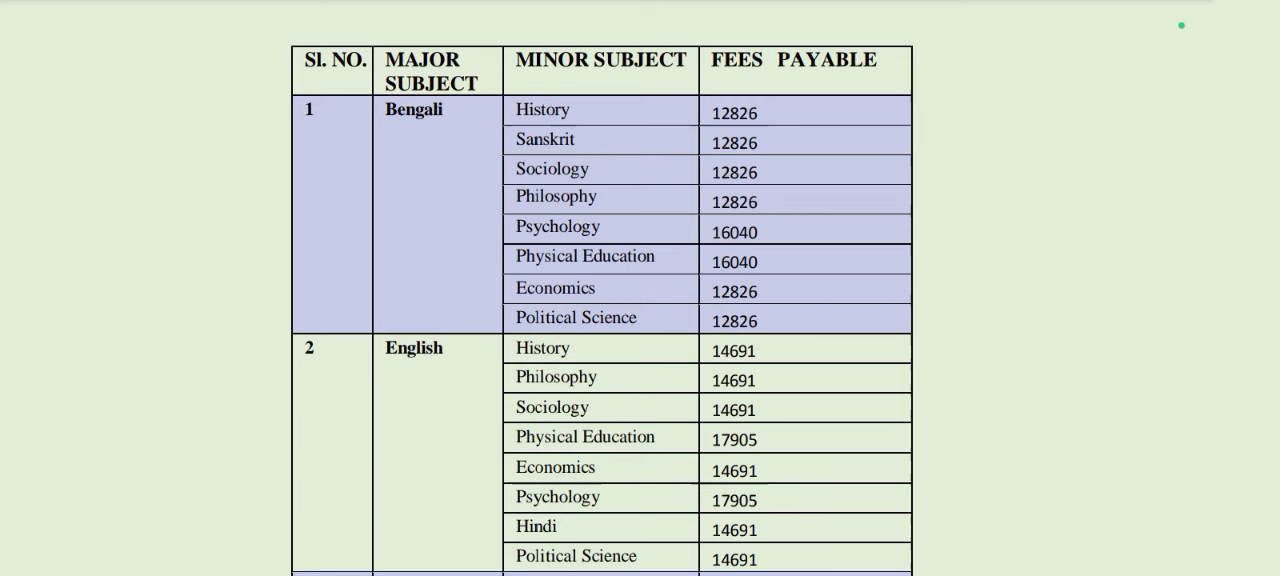 Sl. NO. MAJOR SUBJECT MINOR SUBJECT FEES PAYABLE
1 Bengali History 12826
Sanskrit 12826
Sociology 12826
Philosophy 12826
Psychology 16040
Physical Education 16040
Economics 12826
Political Science 12826
2 English History 14691
Philosophy 14691
Sociology 14691
Physical Education 17905
Economics 14691
Psychology 17905
Hindi 14691
Political Science 14691